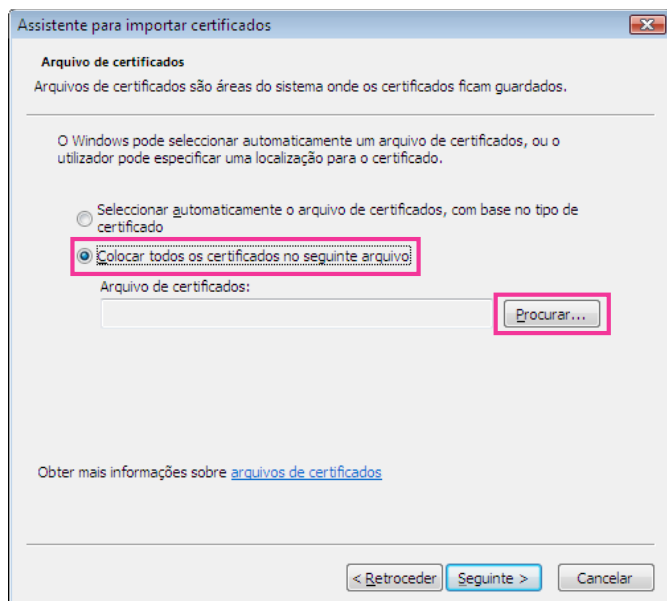 Assistente para importar certificados
Arquivo de certificados
Arquivos de certificados são áreas do sistema onde os certificados ficam guardados.
O Windows pode seleccionar automaticamente um arquivo de certificados, ou o
utilizador pode especificar uma localização para o certificado.
Seleccionar automaticamente o arquivo de certificados, com base no tipo de
certificado
Colocar todos os certificados no seguinte arquivo
Arquivo de certificados:
Procurar...
Obter mais informações sobre arquivos de certificados
< Retroceder Seguinte > Cancelar